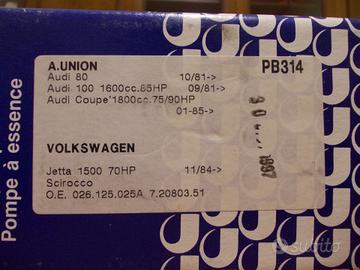 A.UNION PB314
Audi 80 10/81->
Audi 100 1600cc.85HP 09/81->
Audi Coupe'1800cc.75/90HP
01-85->
VOLKSWAGEN
Jetta 1500 70HP 11/84->
Scirocco
O.E. 026.125.025A 7.20803.51
Pompe à essence
subito